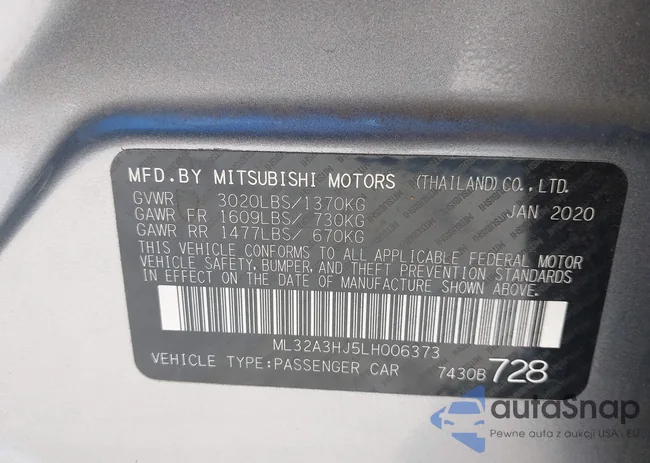 MFD.BY MITSUBISHI MOTORS (THAILAND)CO.,LTD.
GVWR 3020LBS/1370KG JAN 2020
GAWR FR 1609LBS/ 730KG
GAWR RR 1477LBS/ 670KG
THIS VEHICLE CONFORMS TO ALL APPLICABLE FEDERAL MOTOR
VEHICLE SAFETY, BUMPER, AND THEFT PREVENTION STANDARDS
IN EFFECT ON THE DATE OF MANUFACTURE SHOWN ABOVE.
ML32A3HJ5LH006373
VEHICLE TYPE:PASSENGER CAR 7430B 728
autaSnap
Pewne auta z aukcji USA i EU